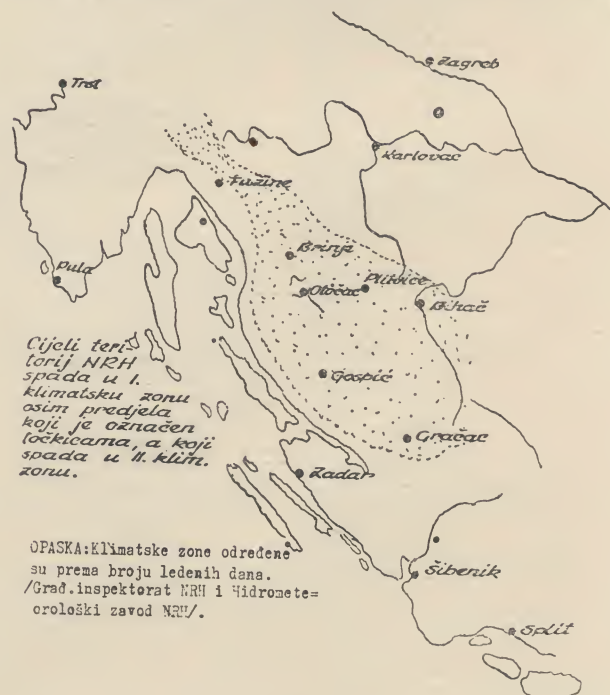 Zagreb
Trst
Karlovac
Fužine
Brinje
Pula
Otočac
Plitvice
Bihać
Cijeli teri=
torij NRH
spada u I.
klimatsku zonu
osim predjela
koji je označen
točkicama, a koji
spada u II. klim.
zonu.
Gospić
Gračac
Zadar
OPASKA:Klimatske zone određene
su prema broju ledenih dana.
/Građ.inspektorat NRH i Hidromete=
orološki zavod NRH/.
Šibenik
Split